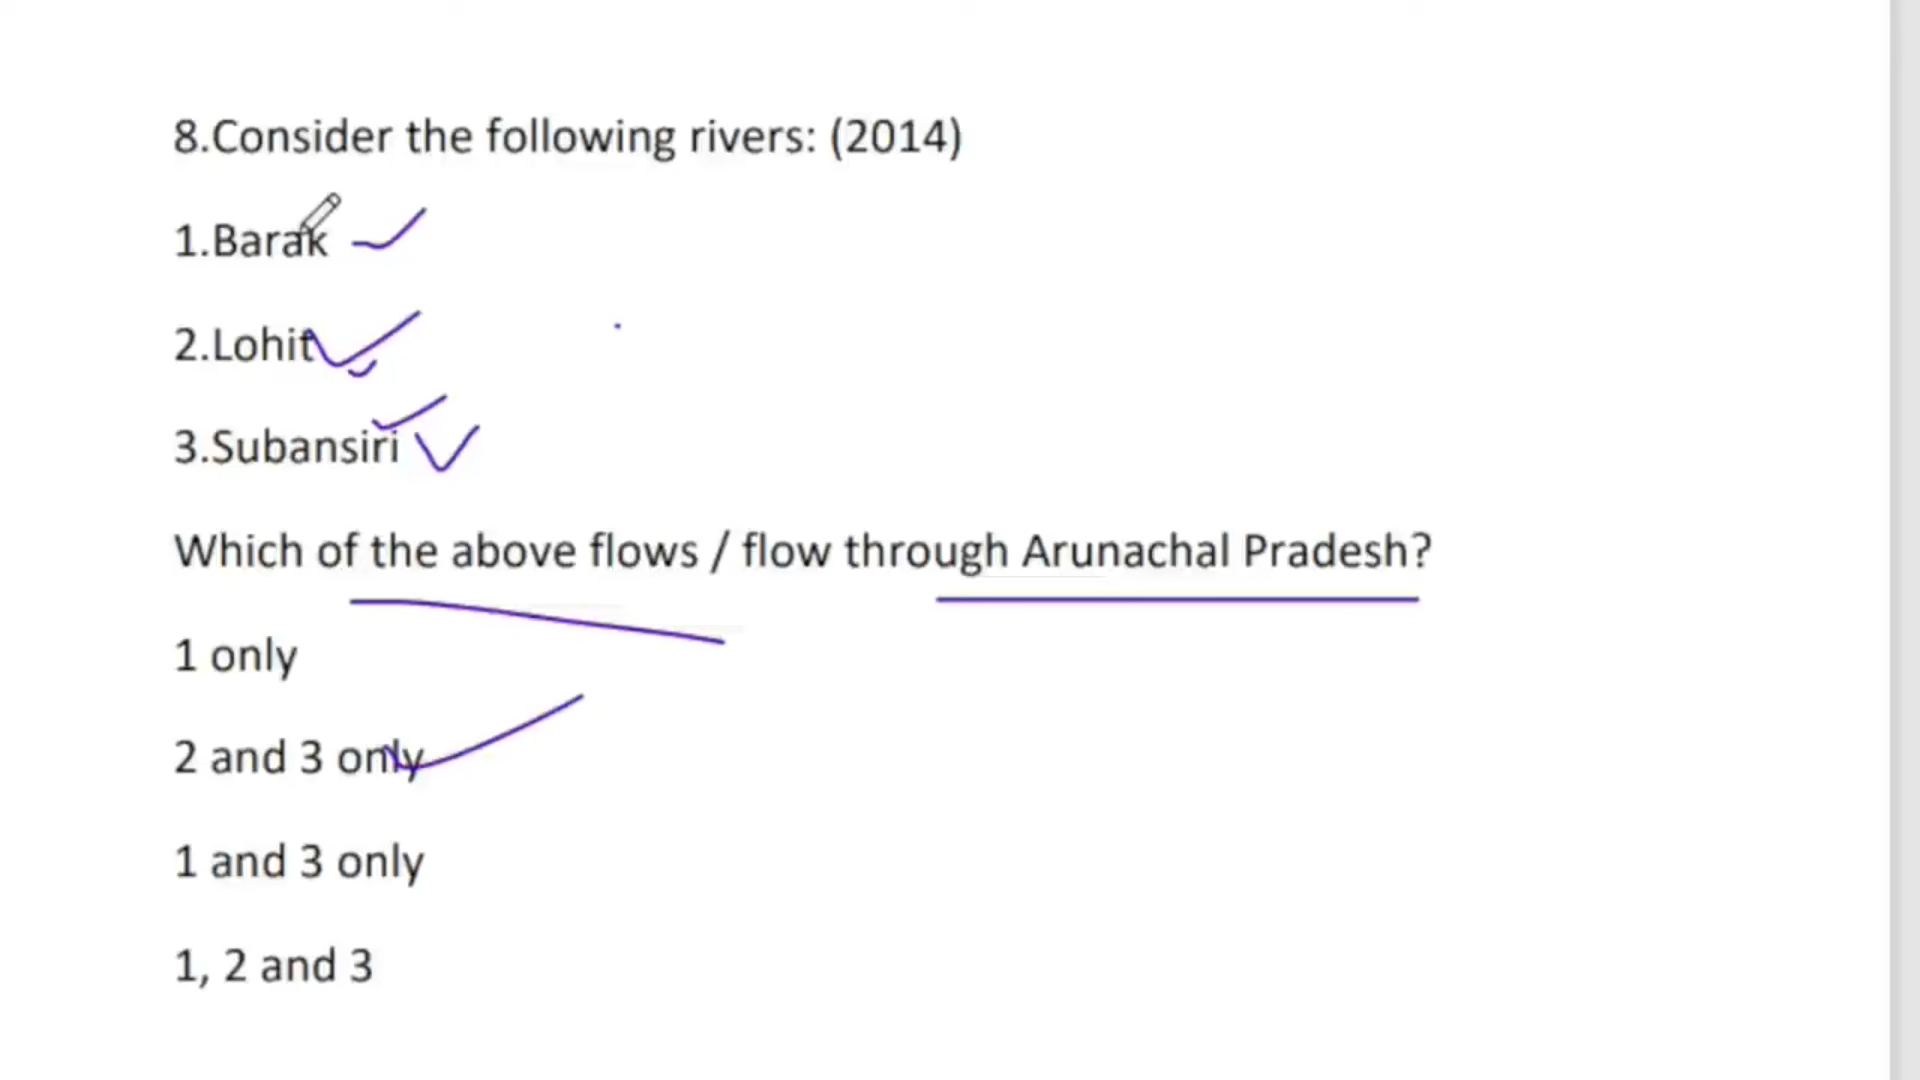 8.Consider the following rivers: (2014)
1.Barak
2.Lohit
3.Subansiri
Which of the above flows / flow through Arunachal Pradesh?
1 only
2 and 3 only
1 and 3 only
1, 2 and 3